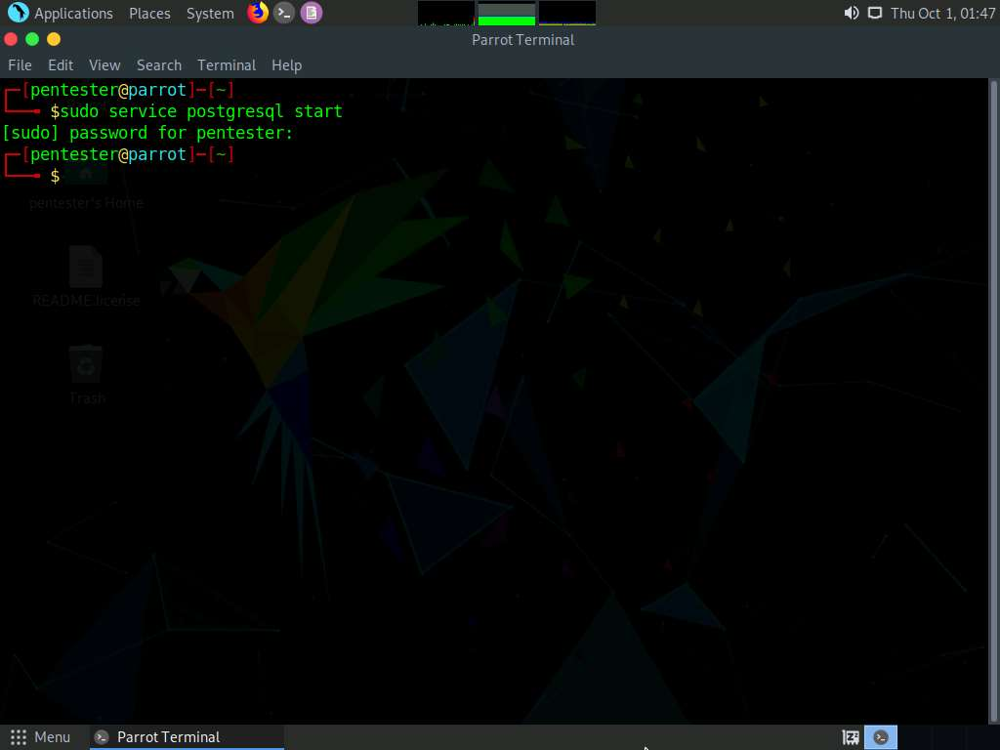 Applications Places System
Thu Oct 1, 01:47
Parrot Terminal
File Edit View Search Terminal Help
┌─[pentester@parrot]─[~]
└──╼ $sudo service postgresql start
[sudo] password for pentester:
┌─[pentester@parrot]─[~]
└──╼ $
pentester's Home
README.license
Trash
Menu Parrot Terminal